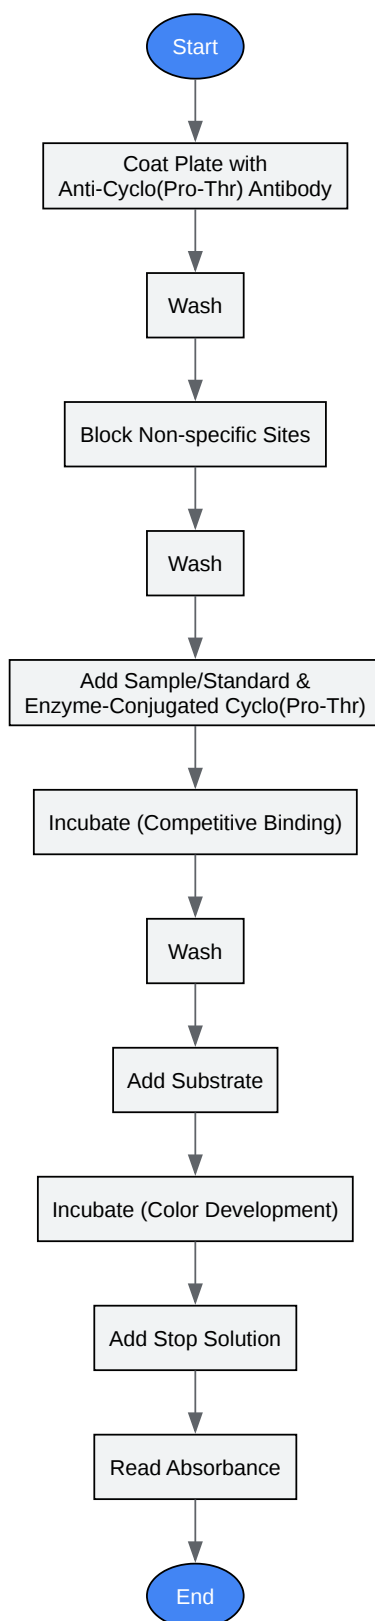 Start
Coat Plate with
Anti-Cyclo(Pro-Thr) Antibody
Wash
Block Non-specific Sites
Wash
Add Sample/Standard &
Enzyme-Conjugated Cyclo(Pro-Thr)
Incubate (Competitive Binding)
Wash
Add Substrate
Incubate (Color Development)
Add Stop Solution
Read Absorbance
End